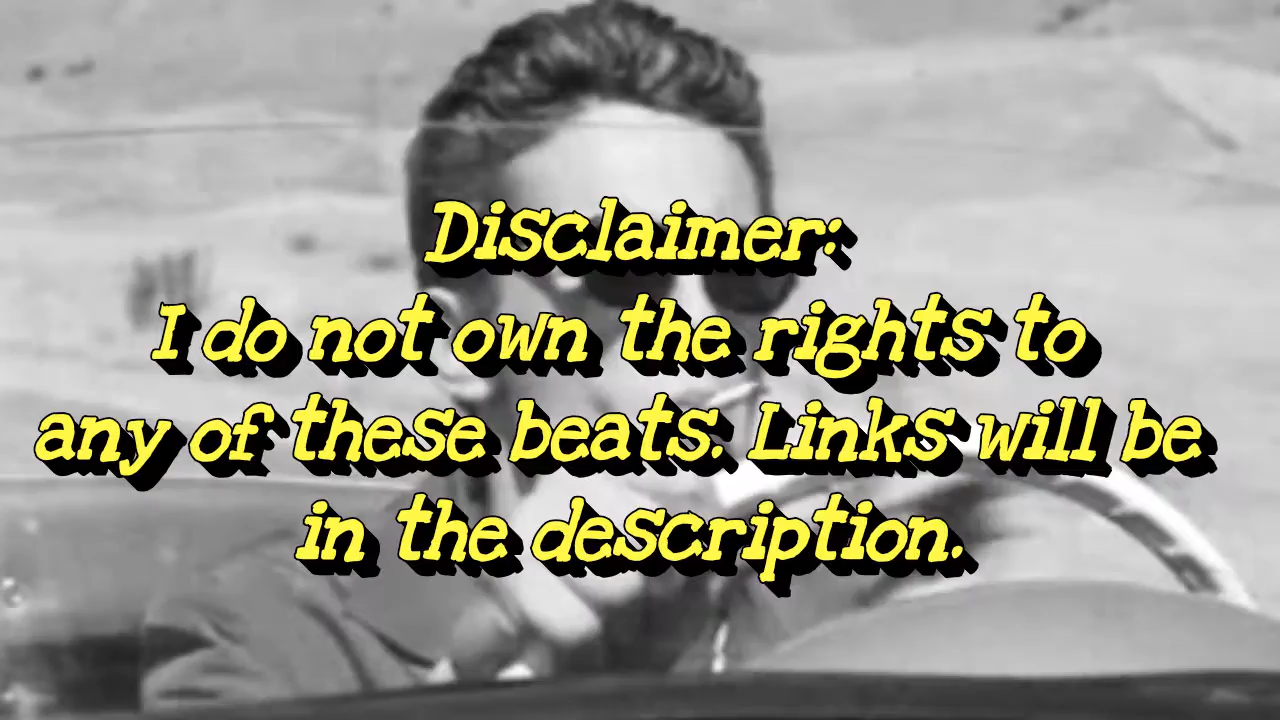 Disclaimer:
I do not own the rights to
any of these beats. Links will be
in the description.